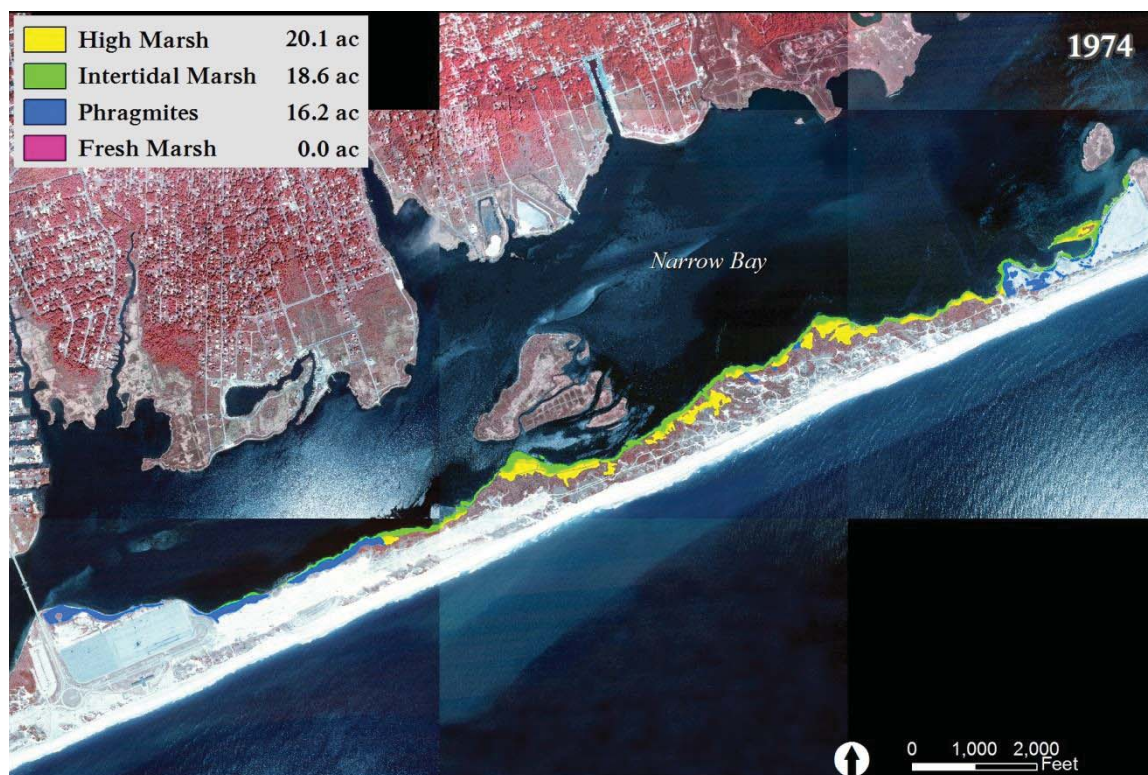 High Marsh 20.1 ac
Intertidal Marsh 18.6 ac
Phragmites 16.2 ac
Fresh Marsh 0.0 ac
1974
Narrow Bay
0 1,000 2,000
Feet